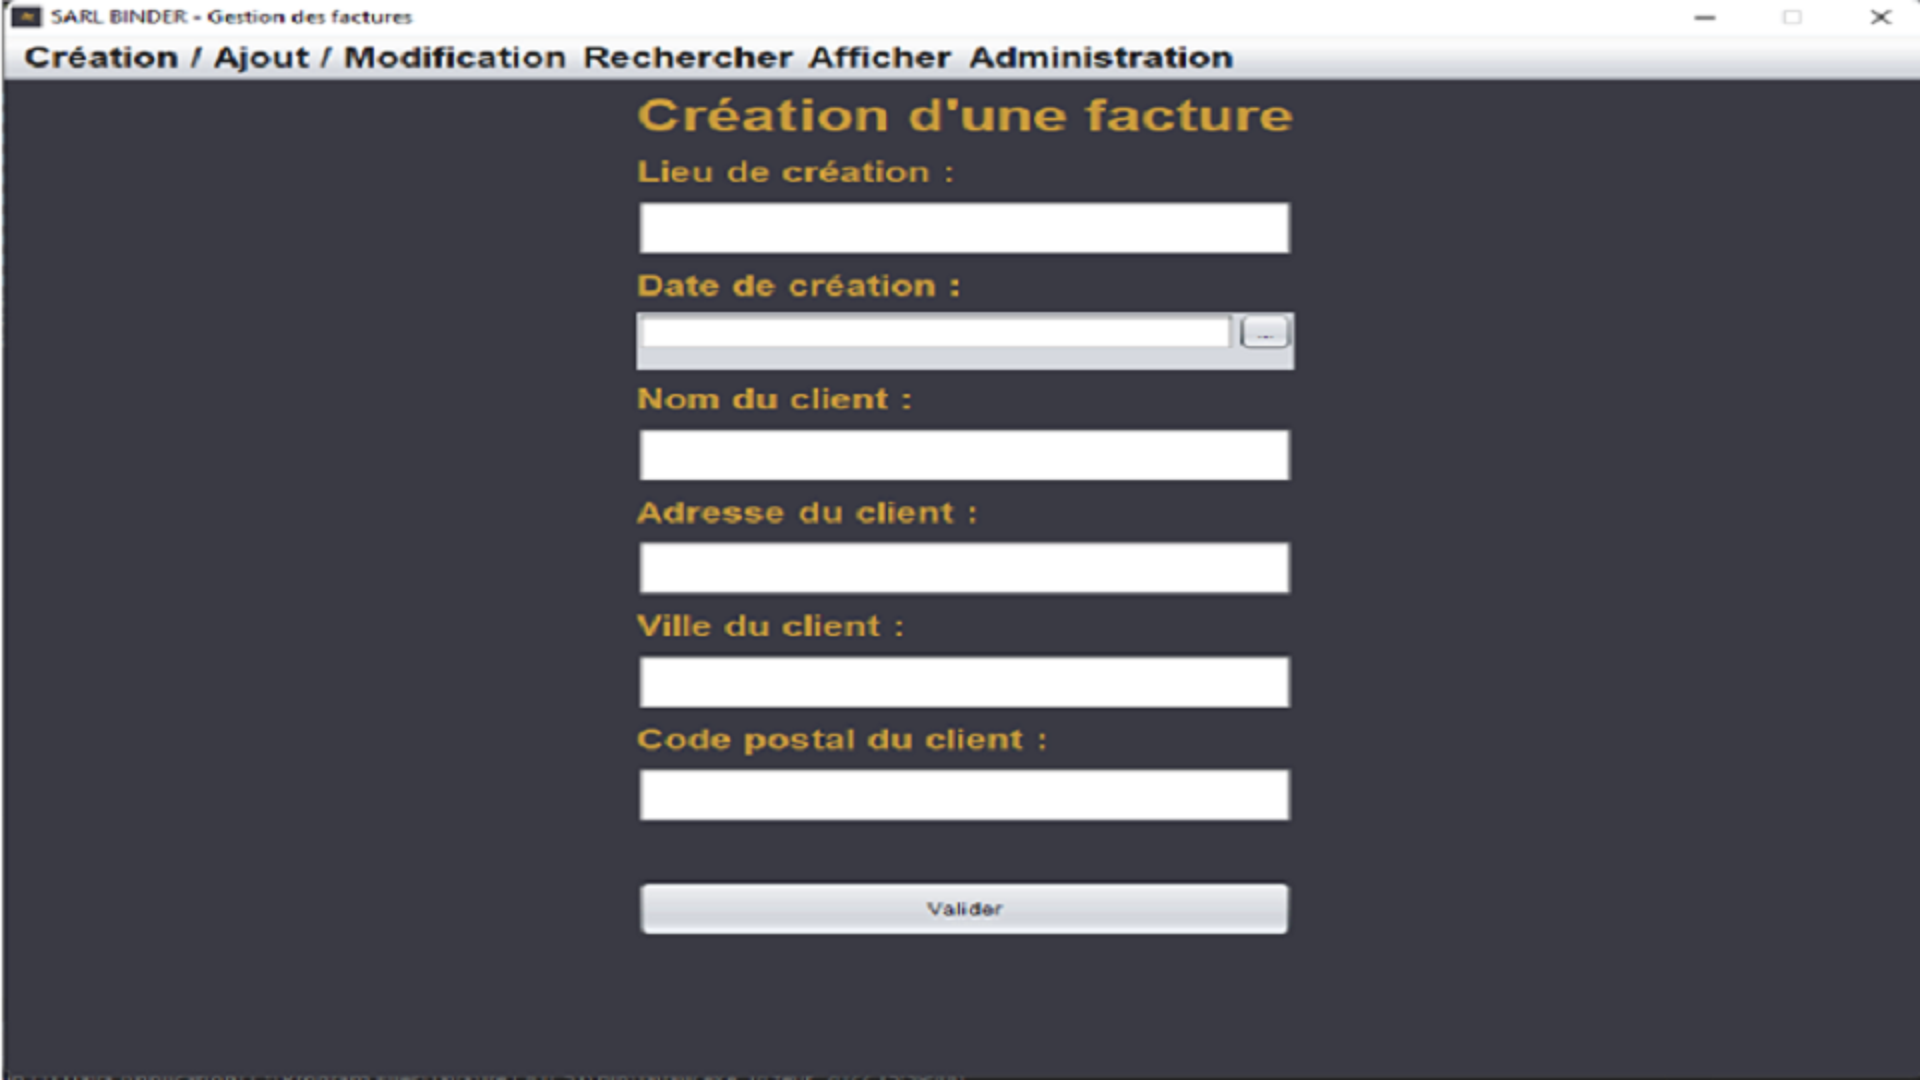 SARL BINDER - Gestion des factures
Création / Ajout / Modification Rechercher Afficher Administration
Création d'une facture
Lieu de création :
Date de création :
...
Nom du client :
Adresse du client :
Ville du client :
Code postal du client :
Valider